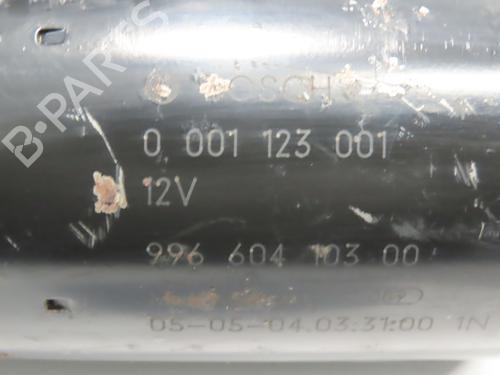 B-Parts
BOSCH
0 001 123 001
12V
996 604 103 00
05-05-04.03:31:00 1N